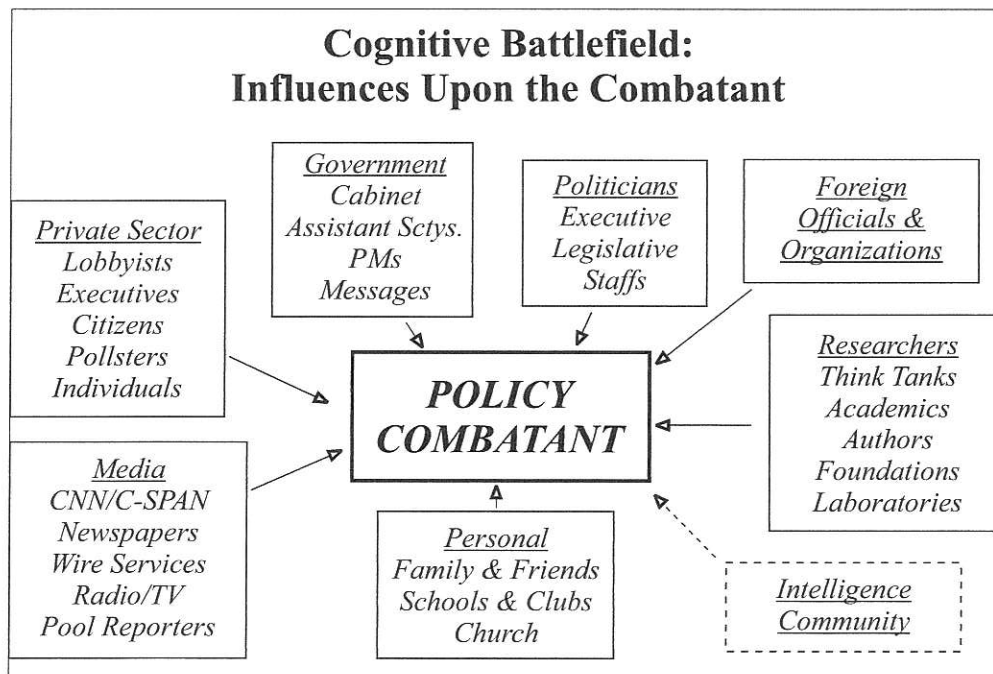 Cognitive Battlefield:
Influences Upon the Combatant
Government
Cabinet
Assistant Sctys.
PMs
Messages
Politicians
Executive
Legislative
Staffs
Foreign
Officials &
Organizations
Private Sector
Lobbyists
Executives
Citizens
Pollsters
Individuals
POLICY
COMBATANT
Researchers
Think Tanks
Academics
Authors
Foundations
Laboratories
Media
CNN/C-SPAN
Newspapers
Wire Services
Radio/TV
Pool Reporters
Personal
Family & Friends
Schools & Clubs
Church
Intelligence
Community